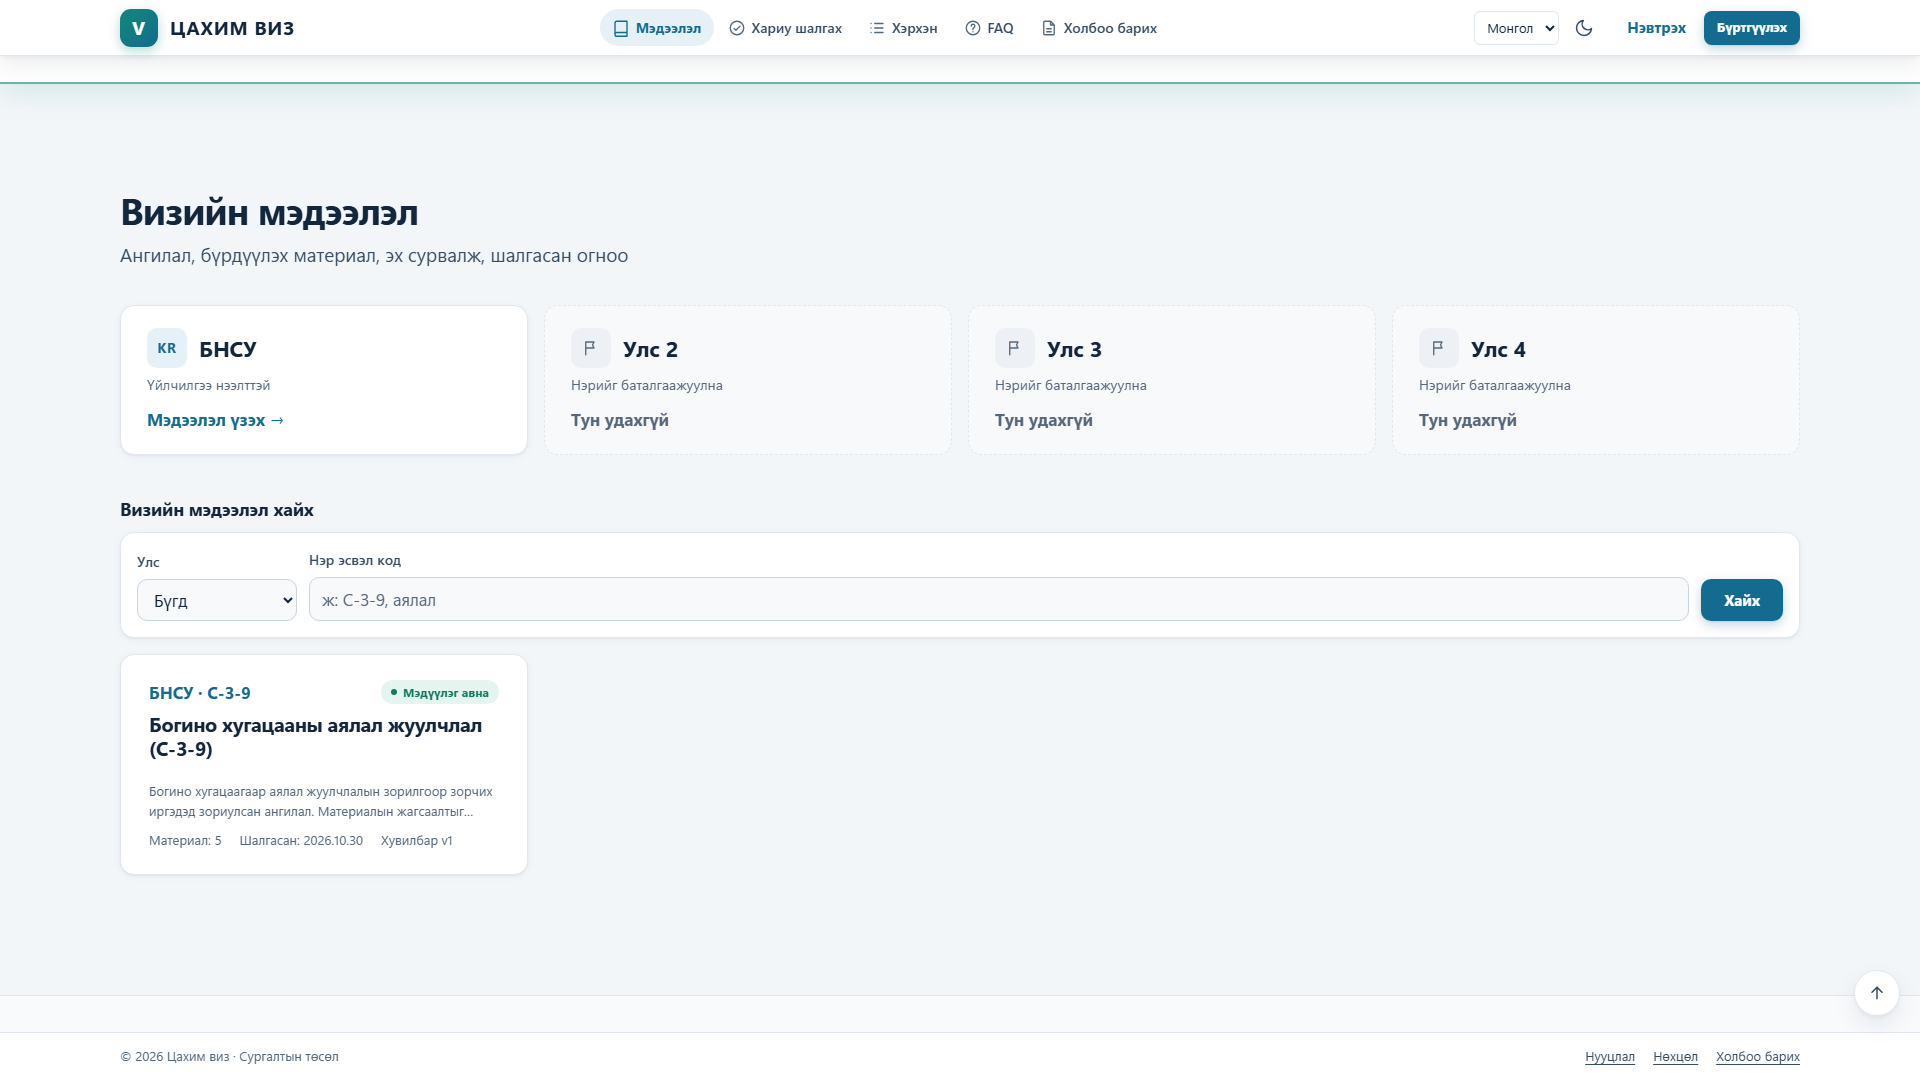 V ЦАХИМ ВИЗ
Мэдээлэл
Хариу шалгах
Хэрхэн
FAQ
Холбоо барих
Монгол
Нэвтрэх
Бүртгүүлэх
Визийн мэдээлэл
Ангилал, бүрдүүлэх материал, эх сурвалж, шалгасан огноо
KR БНСУ
Үйлчилгээ нээлттэй
Мэдээлэл үзэх →
Улс 2
Нэрийг баталгаажуулна
Тун удахгүй
Улс 3
Нэрийг баталгаажуулна
Тун удахгүй
Улс 4
Нэрийг баталгаажуулна
Тун удахгүй
Визийн мэдээлэл хайх
Улс
Бүгд
Нэр эсвэл код
ж: C-3-9, аялал
Хайх
БНСУ · C-3-9
Мэдүүлэг авна
Богино хугацааны аялал жуулчлал
(C-3-9)
Богино хугацаагаар аялал жуулчлалын зорилгоор зорчих
иргэдэд зориулсан ангилал. Материалын жагсаалтыг...
Материал: 5 Шалгасан: 2026.10.30 Хувилбар v1
© 2026 Цахим виз · Сургалтын төсөл
Нууцлал
Нөхцөл
Холбоо барих